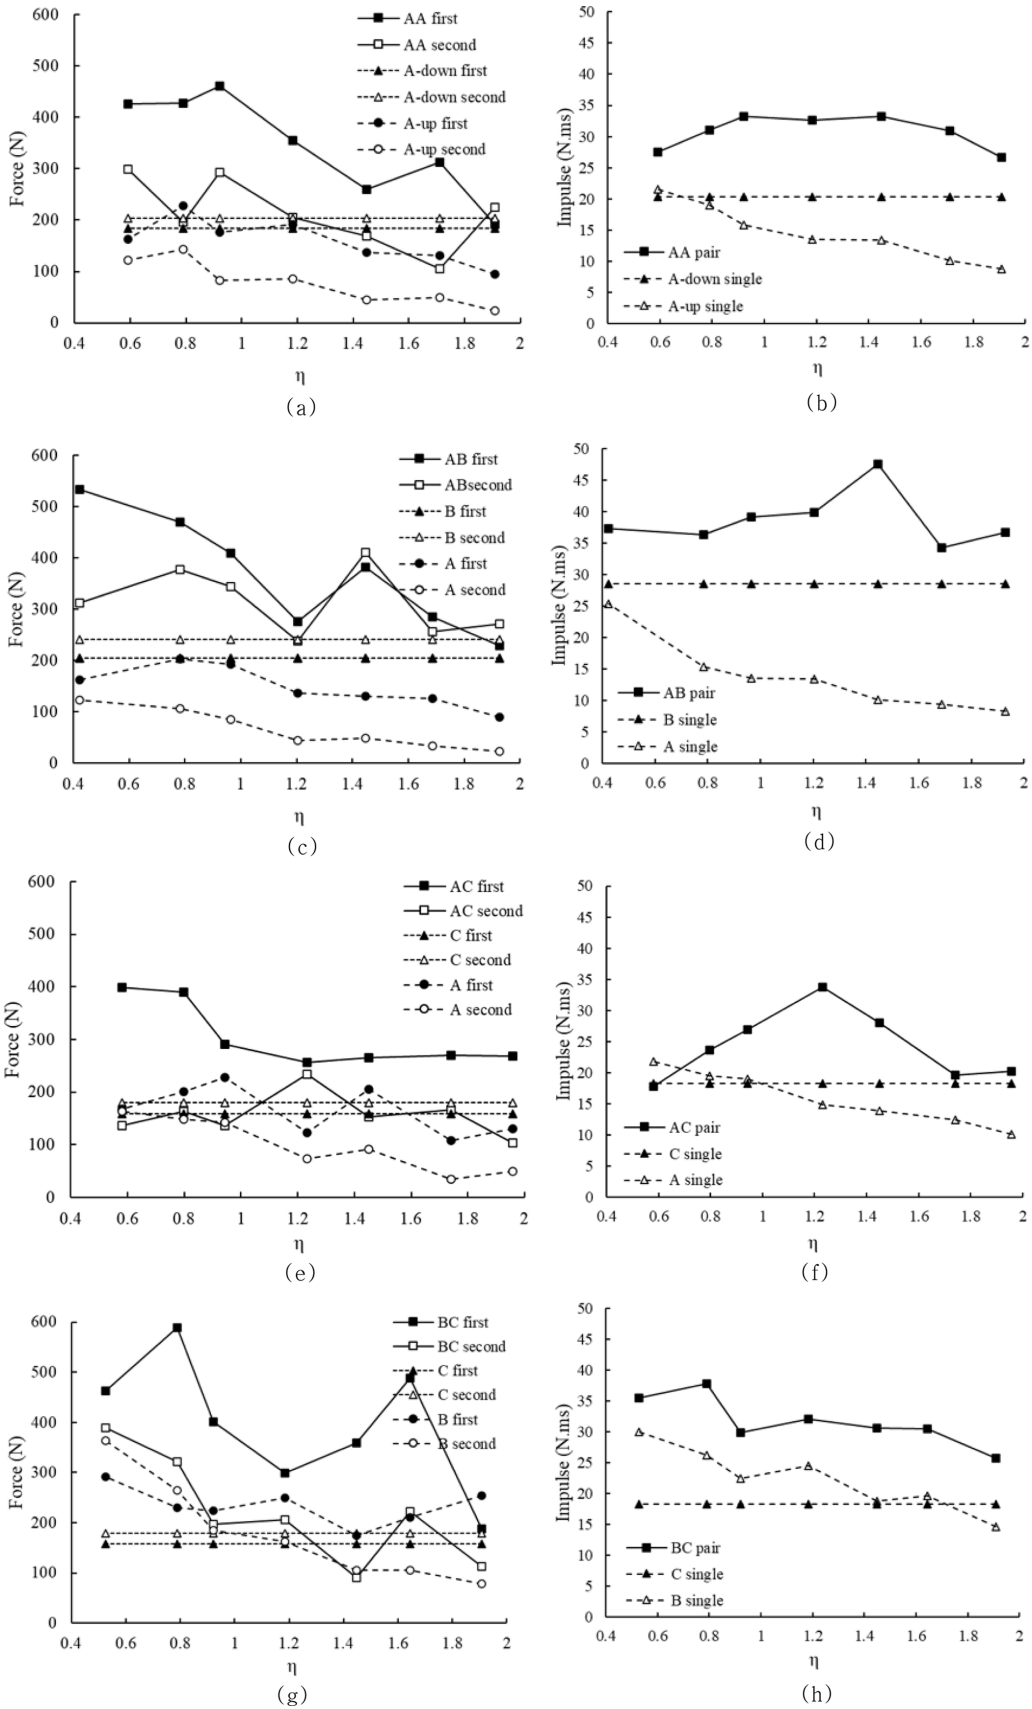 600
500
400
300
200
100
0
Force (N)
AA first
AA second
A-down first
A-down second
A-up first
A-up second
0.4 0.6 0.8 1 1.2 1.4 1.6 1.8 2
η
(a)
50
45
40
35
30
25
20
15
10
5
0
Impulse (N.ms)
AA pair
A-down single
A-up single
0.4 0.6 0.8 1 1.2 1.4 1.6 1.8 2
η
(b)
600
500
400
300
200
100
0
Force (N)
AB first
ABsecond
B first
B second
A first
A second
0.4 0.6 0.8 1 1.2 1.4 1.6 1.8 2
η
(c)
50
45
40
35
30
25
20
15
10
5
0
Impulse (N.ms)
AB pair
B single
A single
0.4 0.6 0.8 1 1.2 1.4 1.6 1.8 2
η
(d)
600
500
400
300
200
100
0
Force (N)
AC first
AC second
C first
C second
A first
A second
0.4 0.6 0.8 1 1.2 1.4 1.6 1.8 2
η
(e)
50
45
40
35
30
25
20
15
10
5
0
Impulse (N.ms)
AC pair
C single
A single
0.4 0.6 0.8 1 1.2 1.4 1.6 1.8 2
η
(f)
600
500
400
300
200
100
0
Force (N)
BC first
BC second
C first
C second
B first
B second
0.4 0.6 0.8 1 1.2 1.4 1.6 1.8 2
η
(g)
50
45
40
35
30
25
20
15
10
5
0
Impulse (N.ms)
BC pair
C single
B single
0.4 0.6 0.8 1 1.2 1.4 1.6 1.8 2
η
(h)